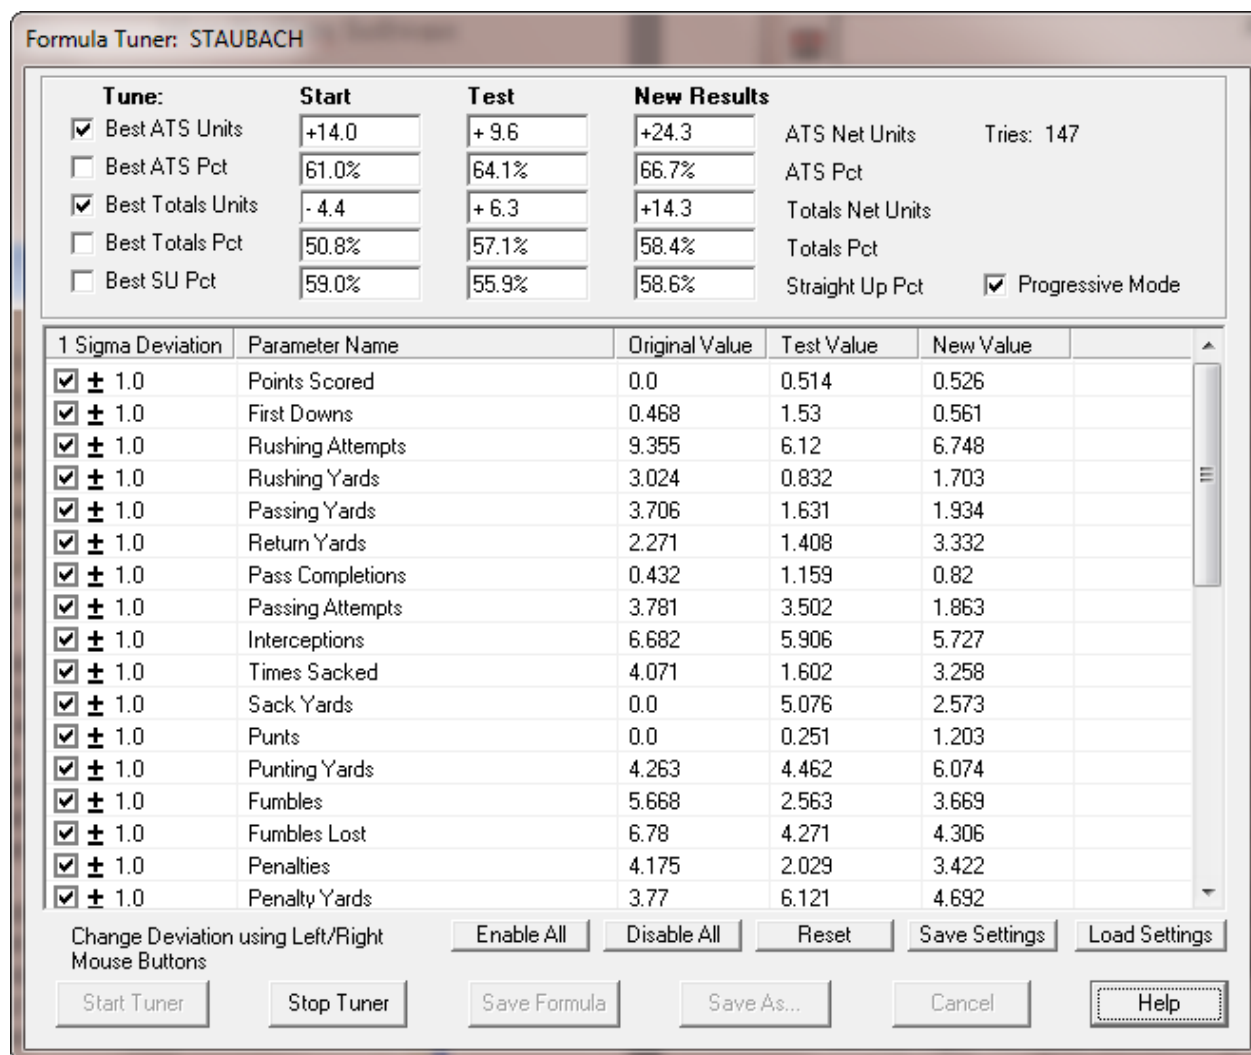 Formula Tuner: STAUBACH
Tune: Start Test New Results
Best ATS Units +14.0 + 9.6 +24.3 ATS Net Units Tries: 147
Best ATS Pct 61.0% 64.1% 66.7% ATS Pct
Best Totals Units - 4.4 + 6.3 +14.3 Totals Net Units
Best Totals Pct 50.8% 57.1% 58.4% Totals Pct
Best SU Pct 59.0% 55.9% 58.6% Straight Up Pct Progressive Mode
1 Sigma Deviation Parameter Name Original Value Test Value New Value
± 1.0 Points Scored 0.0 0.514 0.526
± 1.0 First Downs 0.468 1.53 0.561
± 1.0 Rushing Attempts 9.355 6.12 6.748
± 1.0 Rushing Yards 3.024 0.832 1.703
± 1.0 Passing Yards 3.706 1.631 1.934
± 1.0 Return Yards 2.271 1.408 3.332
± 1.0 Pass Completions 0.432 1.159 0.82
± 1.0 Passing Attempts 3.781 3.502 1.863
± 1.0 Interceptions 6.682 5.906 5.727
± 1.0 Times Sacked 4.071 1.602 3.258
± 1.0 Sack Yards 0.0 5.076 2.573
± 1.0 Punts 0.0 0.251 1.203
± 1.0 Punting Yards 4.263 4.462 6.074
± 1.0 Fumbles 5.668 2.563 3.669
± 1.0 Fumbles Lost 6.78 4.271 4.306
± 1.0 Penalties 4.175 2.029 3.422
± 1.0 Penalty Yards 3.77 6.121 4.692
Change Deviation using Left/Right
Mouse Buttons
Enable All Disable All Reset Save Settings Load Settings
Start Tuner Stop Tuner Save Formula Save As... Cancel Help